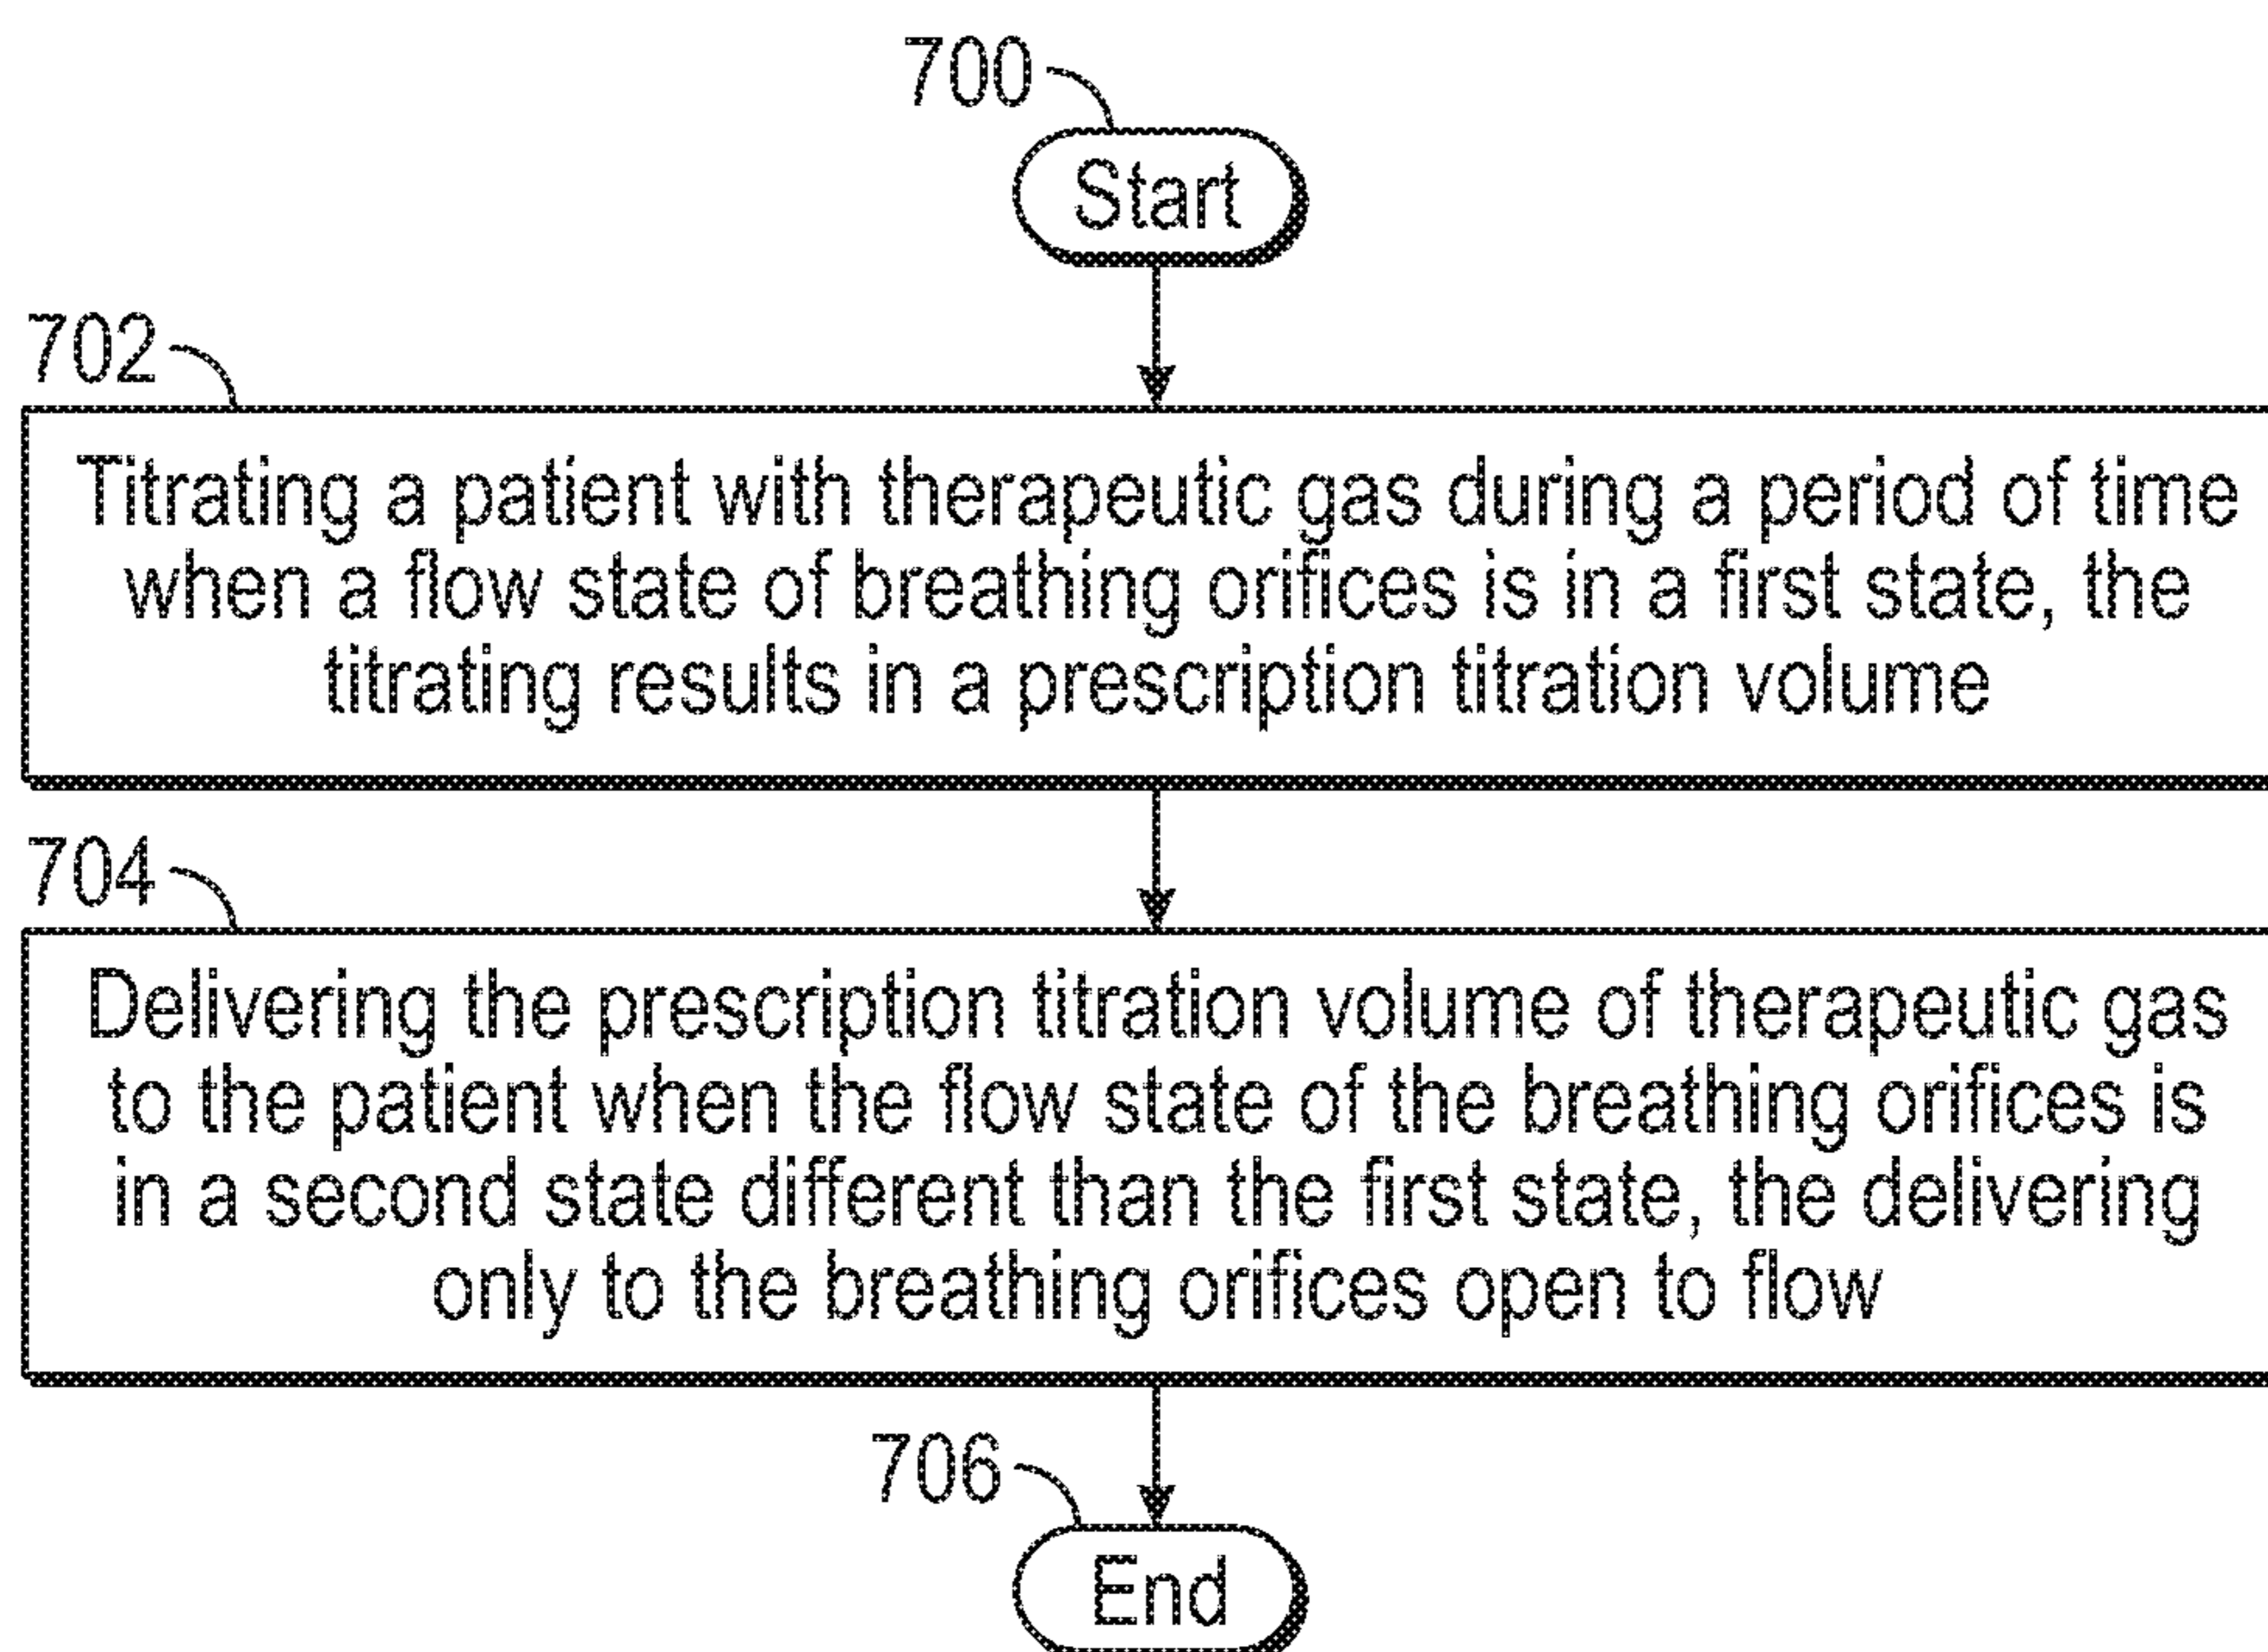 700
Start
702
Titrating a patient with therapeutic gas during a period of time
when a flow state of breathing orifices is in a first state, the
titrating results in a prescription titration volume
704
Delivering the prescription titration volume of therapeutic gas
to the patient when the flow state of the breathing orifices is
in a second state different than the first state, the delivering
only to the breathing orifices open to flow
706
End